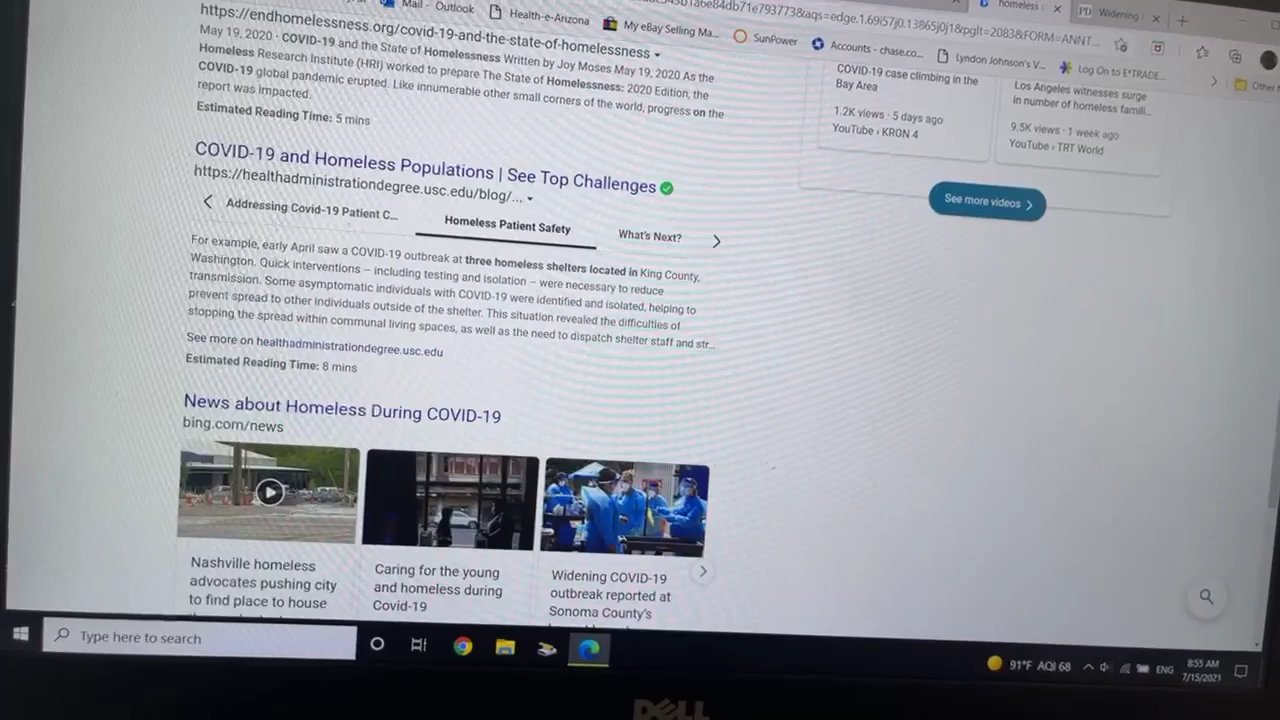 54301a6e84db71e793773&aqs=edge.1.69i57j0.13865j0j1&pglt=2083&FORM=ANNT...
homeless c
Widening
Mail - Outlook
Health-e-Arizona
My eBay Selling Ma...
SunPower
Accounts - chase.co...
Lyndon Johnson's V...
Log On to E*TRADE...
Other f
https://endhomelessness.org/covid-19-and-the-state-of-homelessness
May 19, 2020 · COVID-19 and the State of Homelessness Written by Joy Moses May 19, 2020 As the
Homeless Research Institute (HRI) worked to prepare The State of Homelessness: 2020 Edition, the
COVID-19 global pandemic erupted. Like innumerable other small corners of the world, progress on the
report was impacted.
Estimated Reading Time: 5 mins
COVID-19 and Homeless Populations | See Top Challenges
https://healthadministrationdegree.usc.edu/blog/...
Addressing Covid-19 Patient C...
Homeless Patient Safety
What's Next?
For example, early April saw a COVID-19 outbreak at three homeless shelters located in King County,
Washington. Quick interventions – including testing and isolation – were necessary to reduce
transmission. Some asymptomatic individuals with COVID-19 were identified and isolated, helping to
prevent spread to other individuals outside of the shelter. This situation revealed the difficulties of
stopping the spread within communal living spaces, as well as the need to dispatch shelter staff and str...
See more on healthadministrationdegree.usc.edu
Estimated Reading Time: 8 mins
News about Homeless During COVID-19
bing.com/news
Nashville homeless
advocates pushing city
to find place to house
Caring for the young
and homeless during
Covid-19
Widening COVID-19
outbreak reported at
Sonoma County's
COVID-19 case climbing in the
Bay Area
1.2K views · 5 days ago
YouTube › KRON 4
Los Angeles witnesses surge
in number of homeless famili...
9.5K views · 1 week ago
YouTube › TRT World
See more videos
Type here to search
91°F AQI 68
ENG
8:55 AM
7/15/2021
DELL